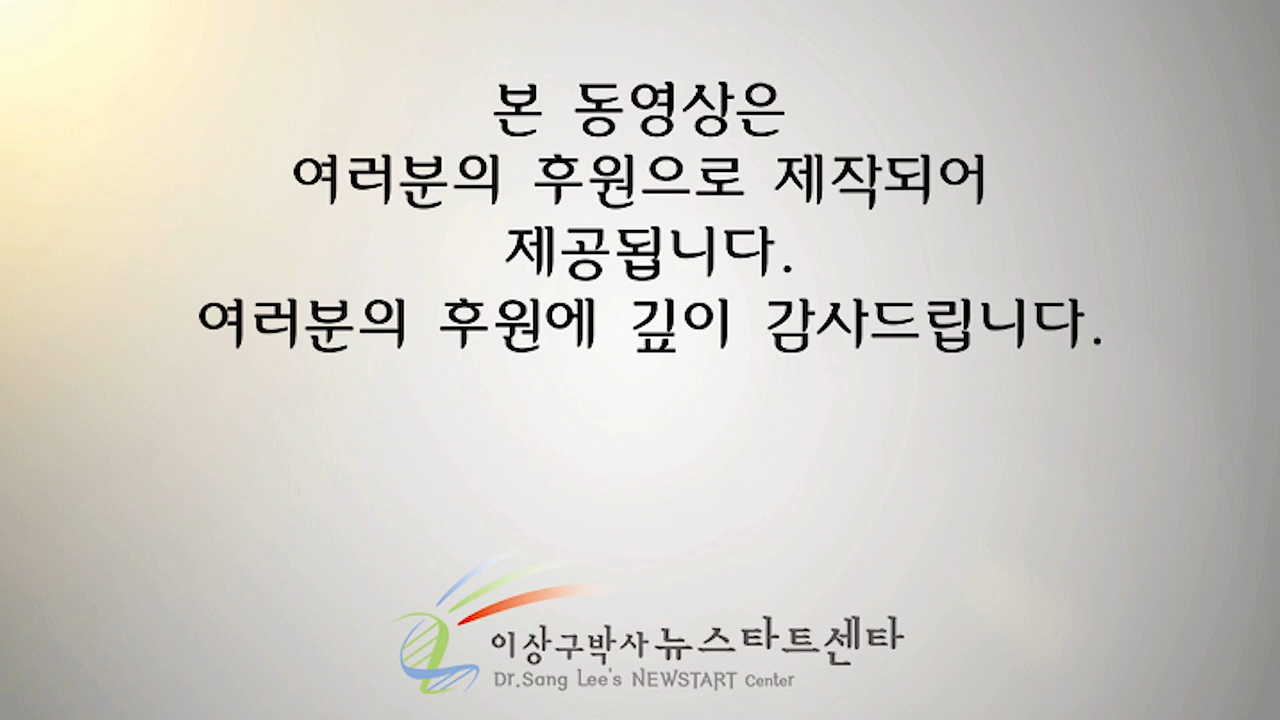 본 동영상은
여러분의 후원으로 제작되어
제공됩니다.
여러분의 후원에 깊이 감사드립니다.
이상구박사뉴스타트센타
Dr.Sang Lee's NEWSTART Center